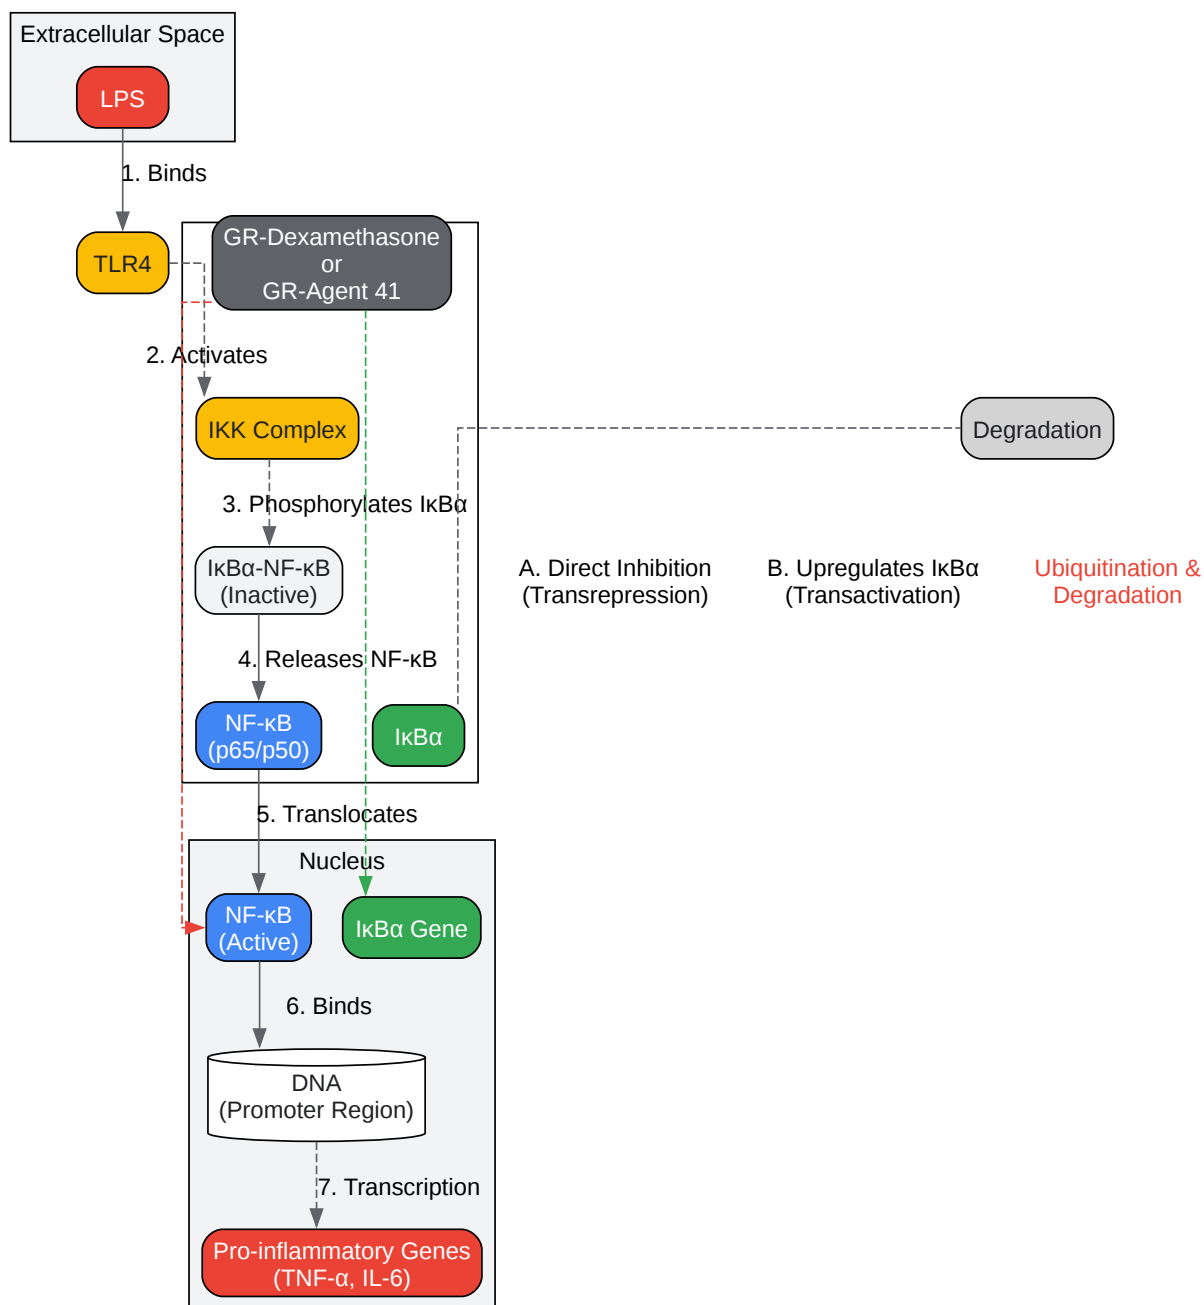 Extracellular Space
LPS
1. Binds
TLR4
GR-Dexamethasone
or
GR-Agent 41
2. Activates
IKK Complex
Degradation
3. Phosphorylates IκBα
IκBα-NF-κB
(Inactive)
A. Direct Inhibition
(Transrepression)
B. Upregulates IκBα
(Transactivation)
Ubiquitination &
Degradation
4. Releases NF-κB
NF-κB
(p65/p50)
IκBα
5. Translocates
Nucleus
NF-κB
(Active)
IκBα Gene
6. Binds
DNA
(Promoter Region)
7. Transcription
Pro-inflammatory Genes
(TNF-α, IL-6)